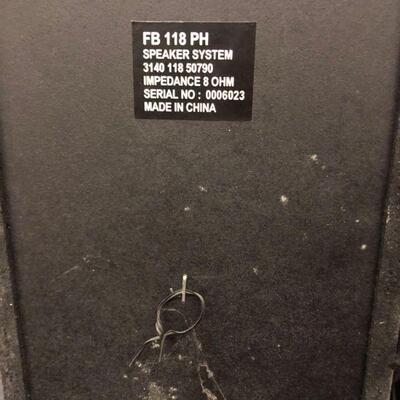 FB 118 PH
SPEAKER SYSTEM
3140 118 50790
IMPEDANCE 8 OHM
SERIAL NO : 0006023
MADE IN CHINA